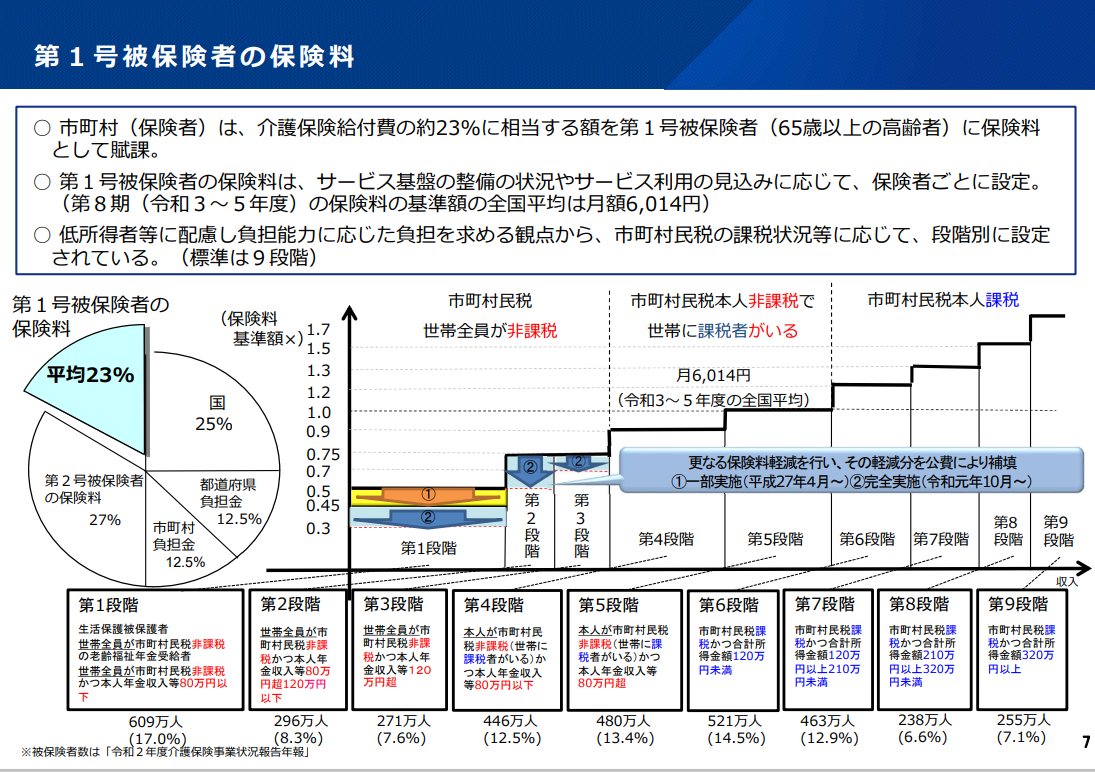 第１号被保険者の保険料
○ 市町村（保険者）は、介護保険給付費の約23％に相当する額を第１号被保険者（65歳以上の高齢者）に保険料
として賦課。
○ 第１号被保険者の保険料は、サービス基盤の整備の状況やサービス利用の見込みに応じて、保険者ごとに設定。
（第８期（令和３～５年度）の保険料の基準額の全国平均は月額6,014円）
○ 低所得者等に配慮し負担能力に応じた負担を求める観点から、市町村民税の課税状況等に応じて、段階別に設定
されている。（標準は９段階）
第１号被保険者の
保険料
平均23%
国
25%
都道府県
負担金
12.5%
市町村
負担金
12.5%
第２号被保険者
の保険料
27%
（保険料
基準額×）
1.7
1.5
1.3
1.2
1.0
0.9
0.75
0.7
0.5
0.45
0.3
市町村民税
世帯全員が非課税
市町村民税本人非課税で
世帯に課税者がいる
市町村民税本人課税
月6,014円
（令和3～５年度の全国平均）
①
②
②
②
更なる保険料軽減を行い、その軽減分を公費により補填
①一部実施（平成27年４月～）②完全実施（令和元年10月～）
第1段階
第2段階
第3段階
第4段階
第5段階
第6段階
第7段階
第8
段階
第9
段階
収入
第1段階
生活保護被保護者
世帯全員が市町村民税非課税
の老齢福祉年金受給者
世帯全員が市町村民税非課税
かつ本人年金収入等80万円以
下
609万人
(17.0%)
第2段階
世帯全員が市
町村民税非課
税かつ本人年
金収入等80万
円超120万円
以下
296万人
(8.3%)
第3段階
世帯全員が市
町村民税非課
税かつ本人年
金収入等120
万円超
271万人
(7.6%)
第4段階
本人が市町村民
税非課税（世帯に
課税者がいる）か
つ本人年金収入
等80万円以下
446万人
(12.5%)
第5段階
本人が市町村民税
非課税（世帯に課
税者がいる）かつ
本人年金収入等
80万円超
480万人
(13.4%)
第6段階
市町村民税課
税かつ合計所
得金額120万
円未満
521万人
(14.5%)
第7段階
市町村民税課
税かつ合計所
得金額120万
円以上210万
円未満
463万人
(12.9%)
第8段階
市町村民税課
税かつ合計所
得金額210万
円以上320万
円未満
238万人
(6.6%)
第9段階
市町村民税課
税かつ合計所
得金額320万
円以上
255万人
(7.1%)
※被保険者数は「令和２年度介護保険事業状況報告年報」
7